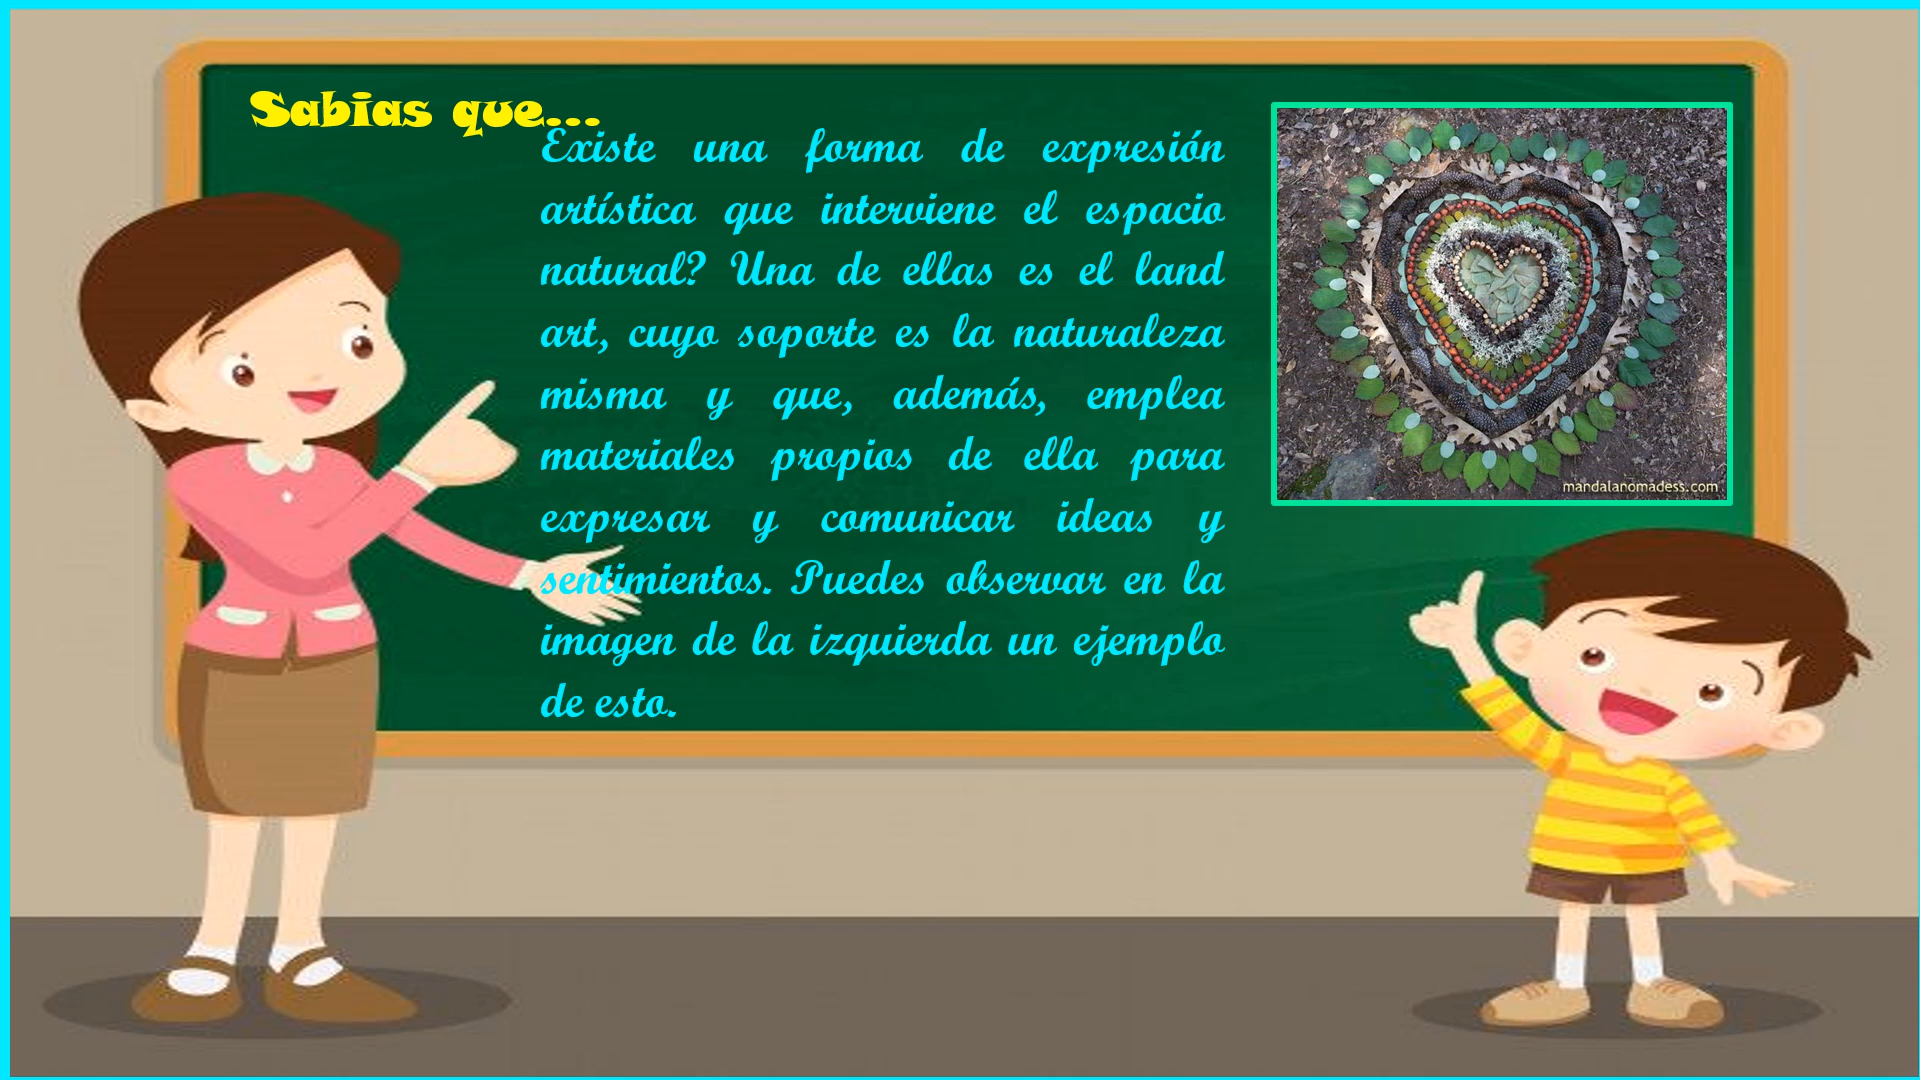 Sabias que...
Existe una forma de expresión
artística que interviene el espacio
natural? Una de ellas es el land
art, cuyo soporte es la naturaleza
misma y que, además, emplea
materiales propios de ella para
expresar y comunicar ideas y
sentimientos. Puedes observar en la
imagen de la izquierda un ejemplo
de esto.
mandalanomadess.com